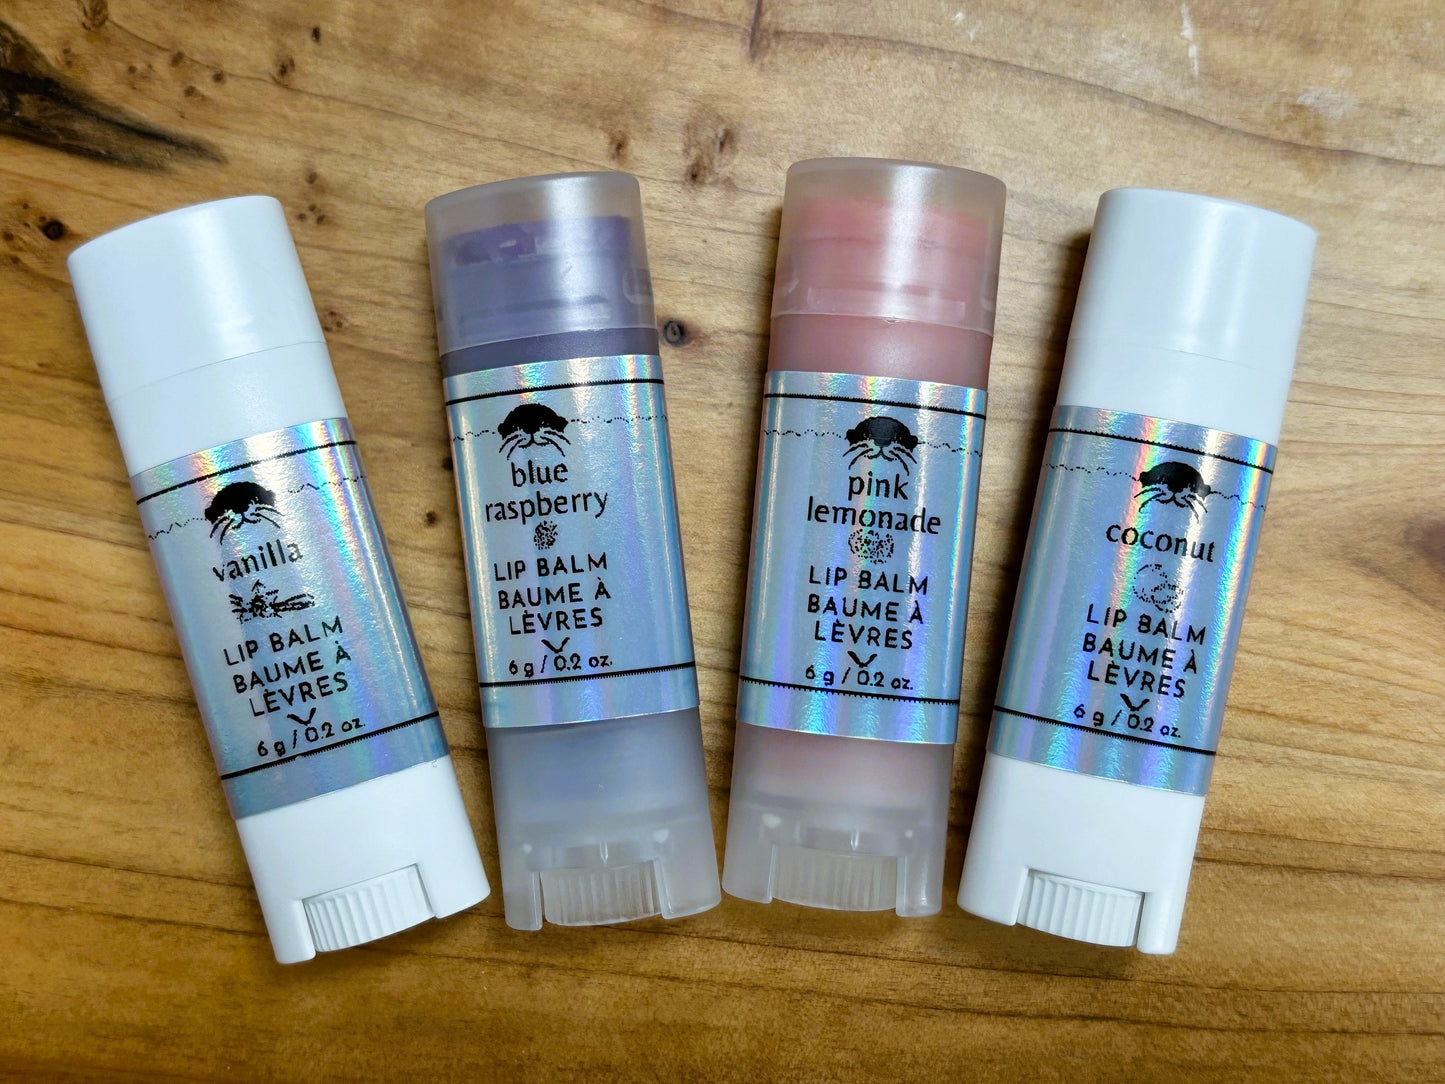 vanilla
LIP BALM
BAUME À
LÈVRES
6 g / 0.2 oz.
blue
raspberry
LIP BALM
BAUME À
LÈVRES
6 g / 0.2 oz.
pink
lemonade
LIP BALM
BAUME À
LÈVRES
6 g / 0.2 oz.
coconut
LIP BALM
BAUME À
LÈVRES
6 g / 0.2 oz.